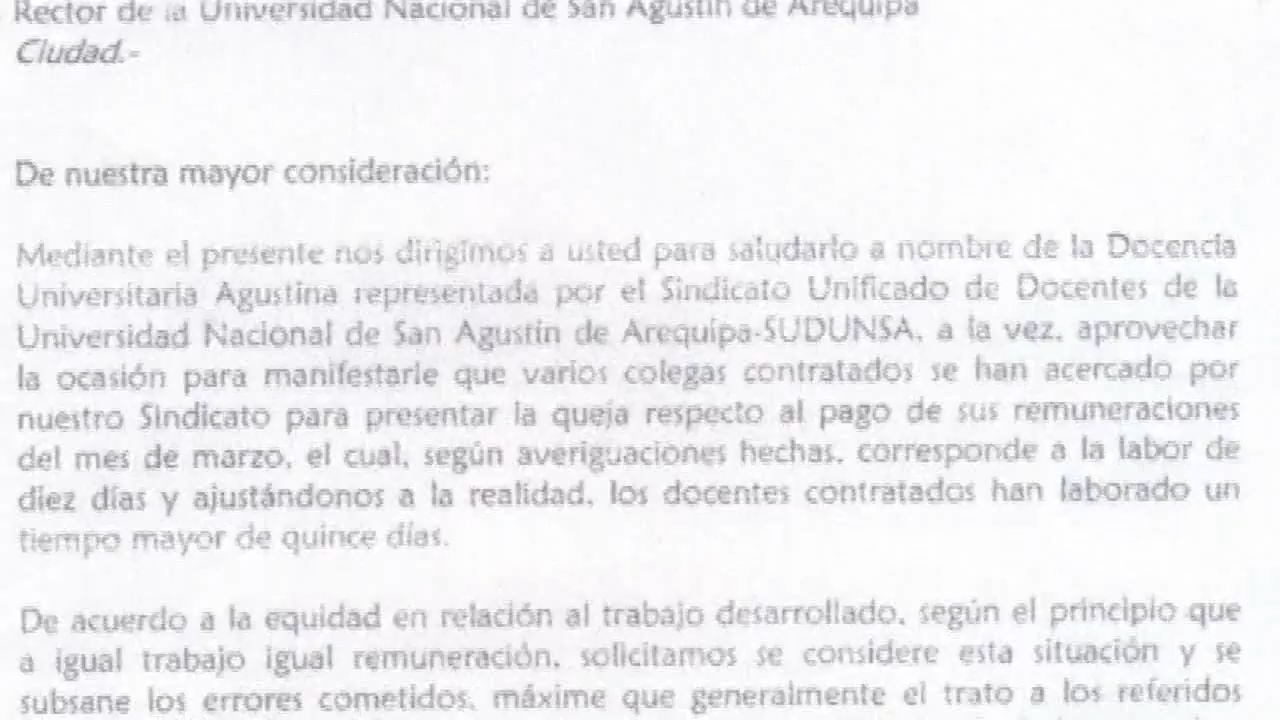 Rector de la Universidad Nacional de San Agustín de Arequipa
Ciudad.-
De nuestra mayor consideración:
Mediante el presente nos dirigimos a usted para saludarlo a nombre de la Docencia
Universitaria Agustina representada por el Sindicato Unificado de Docentes de la
Universidad Nacional de San Agustín de Arequipa-SUDUNSA, a la vez, aprovechar
la ocasión para manifestarle que varios colegas contratados se han acercado por
nuestro Sindicato para presentar la queja respecto al pago de sus remuneraciones
del mes de marzo, el cual, según averiguaciones hechas, corresponde a la labor de
diez días y ajustándonos a la realidad, los docentes contratados han laborado un
tiempo mayor de quince días.
De acuerdo a la equidad en relación al trabajo desarrollado, según el principio que
a igual trabajo igual remuneración, solicitamos se considere esta situación y se
subsane los errores cometidos, máxime que generalmente el trato a los referidos